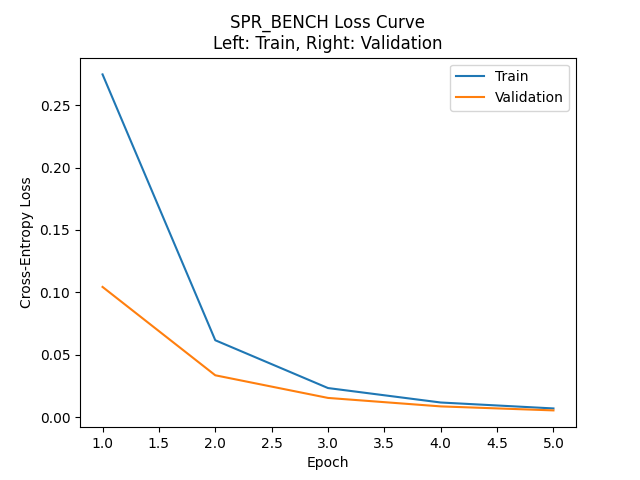 SPR_BENCH Loss Curve
Left: Train, Right: Validation
Train
Validation
Cross-Entropy Loss
0.25
0.20
0.15
0.10
0.05
0.00
1.0 1.5 2.0 2.5 3.0 3.5 4.0 4.5 5.0
Epoch